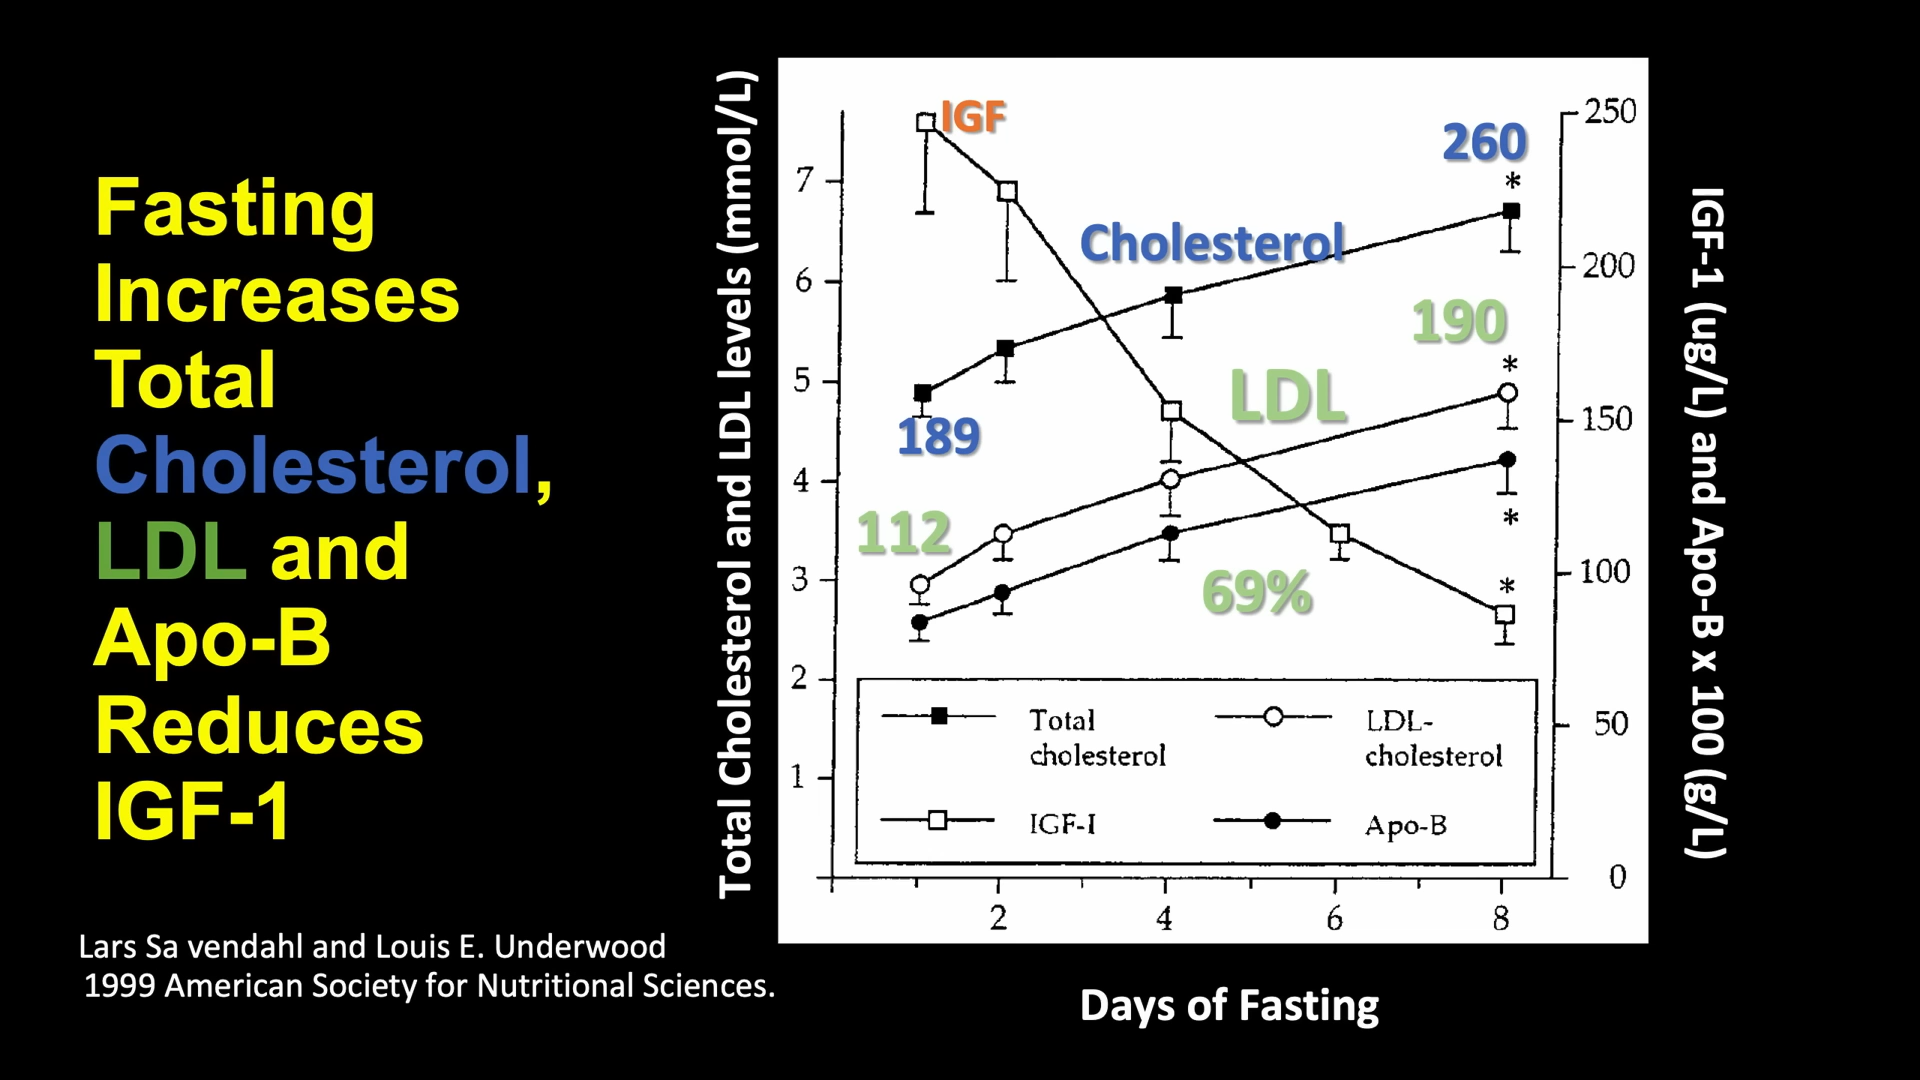 Fasting
Increases
Total
Cholesterol,
LDL and
Apo-B
Reduces
IGF-1
Lars Sa vendahl and Louis E. Underwood
1999 American Society for Nutritional Sciences.
Total Cholesterol and LDL levels (mmol/L)
7
6
5
4
3
2
1
IGF
Cholesterol
260
*
189
190
*
LDL
112
*
69%
*
Total
cholesterol
LDL-
cholesterol
IGF-I
Apo-B
250
200
150
100
50
0
2
4
6
8
IGF-1 (ug/L) and Apo-B x 100 (g/L)
Days of Fasting